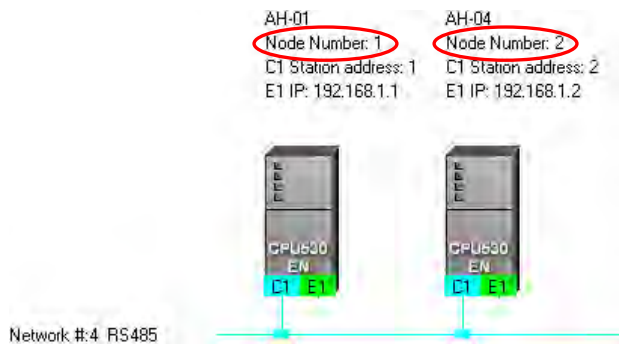 AH-01
Node Number: 1
C1 Station address: 1
E1 IP: 192.168.1.1
AH-04
Node Number: 2
C1 Station address: 2
E1 IP: 192.168.1.2
CPU530
EN
C1 E1
CPU530
EN
C1 E1
Network #:4 RS485